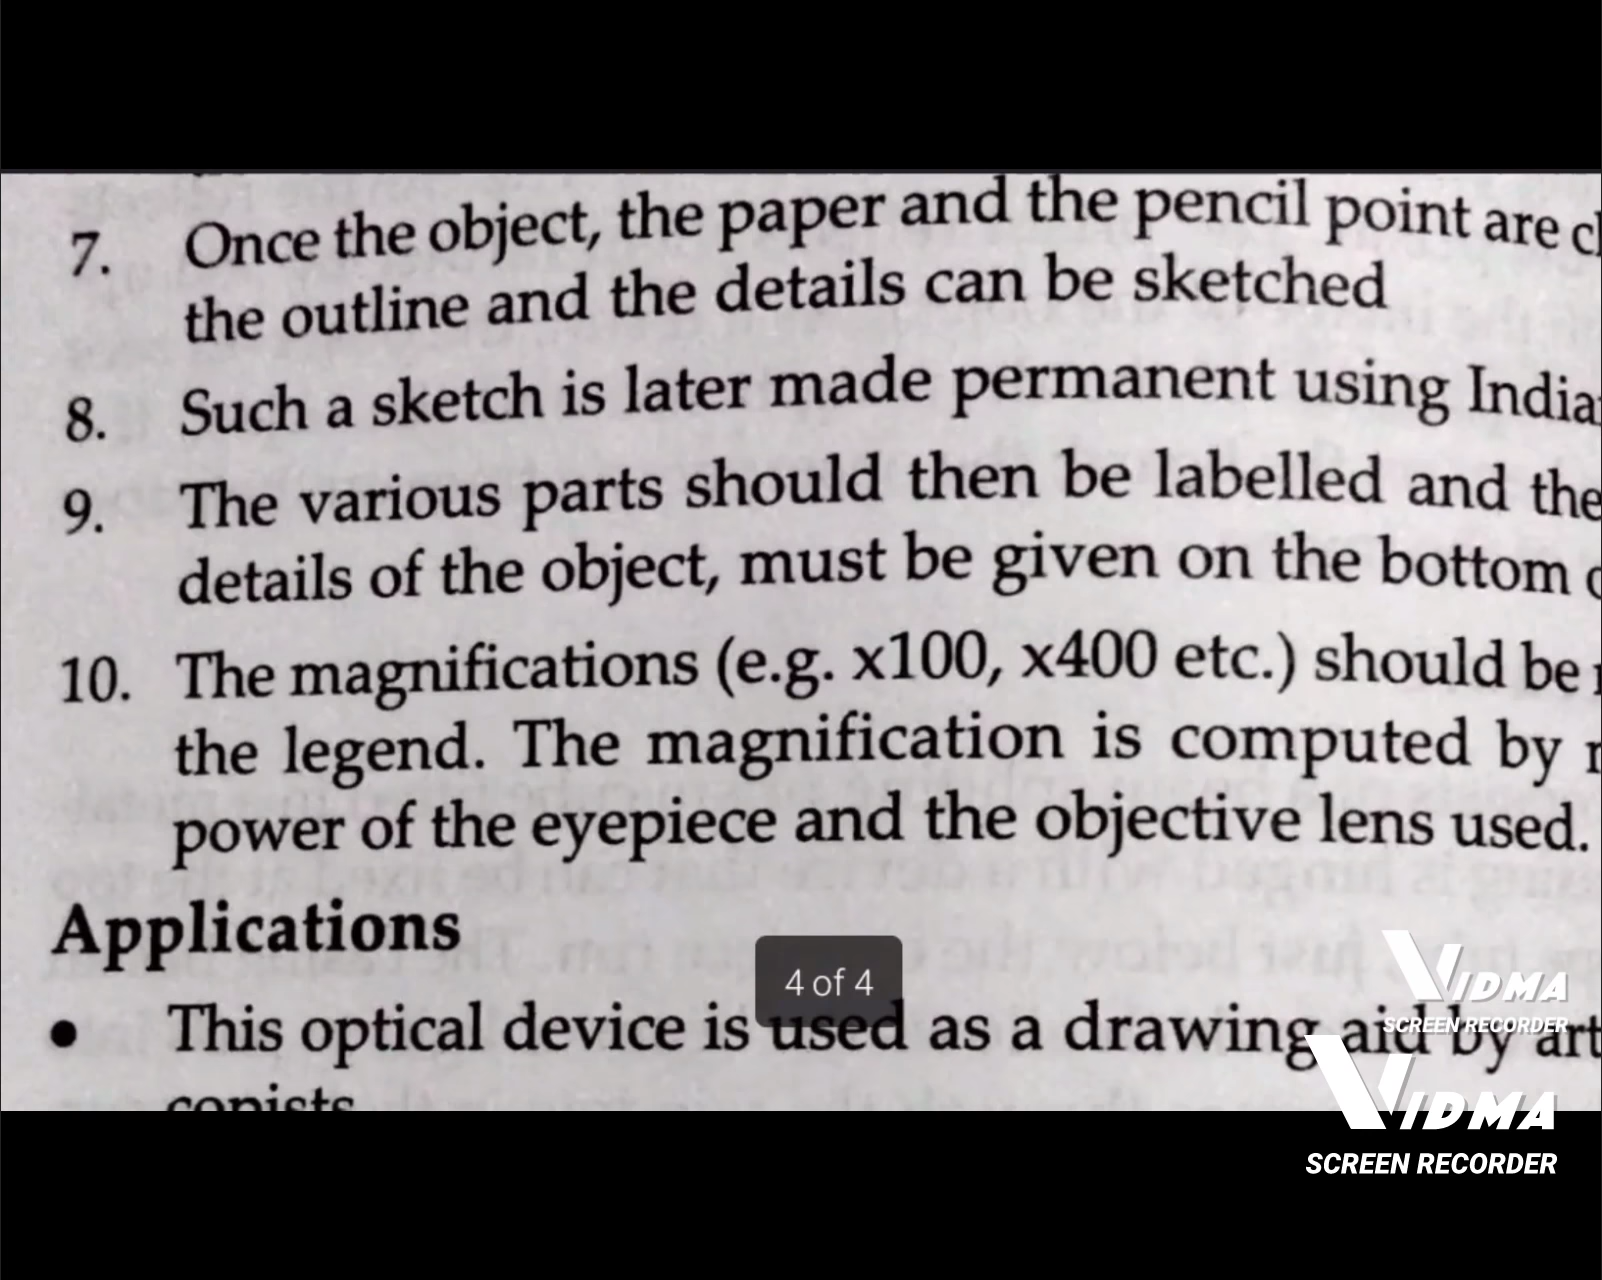 7. Once the object, the paper and the pencil point are
the outline and the details can be sketched
8. Such a sketch is later made permanent using
9. The various parts should then be labelled and the
details of the object, must be given on the bottom
10. The magnifications (e.g. x100, x400 etc.) should be
the legend. The magnification is computed by
power of the eyepiece and the objective lens used.
Applications
4 of 4
• This optical device is used as a drawing aid by
copists
VIDMA
SCREEN RECORDER
VIDMA
SCREEN RECORDER